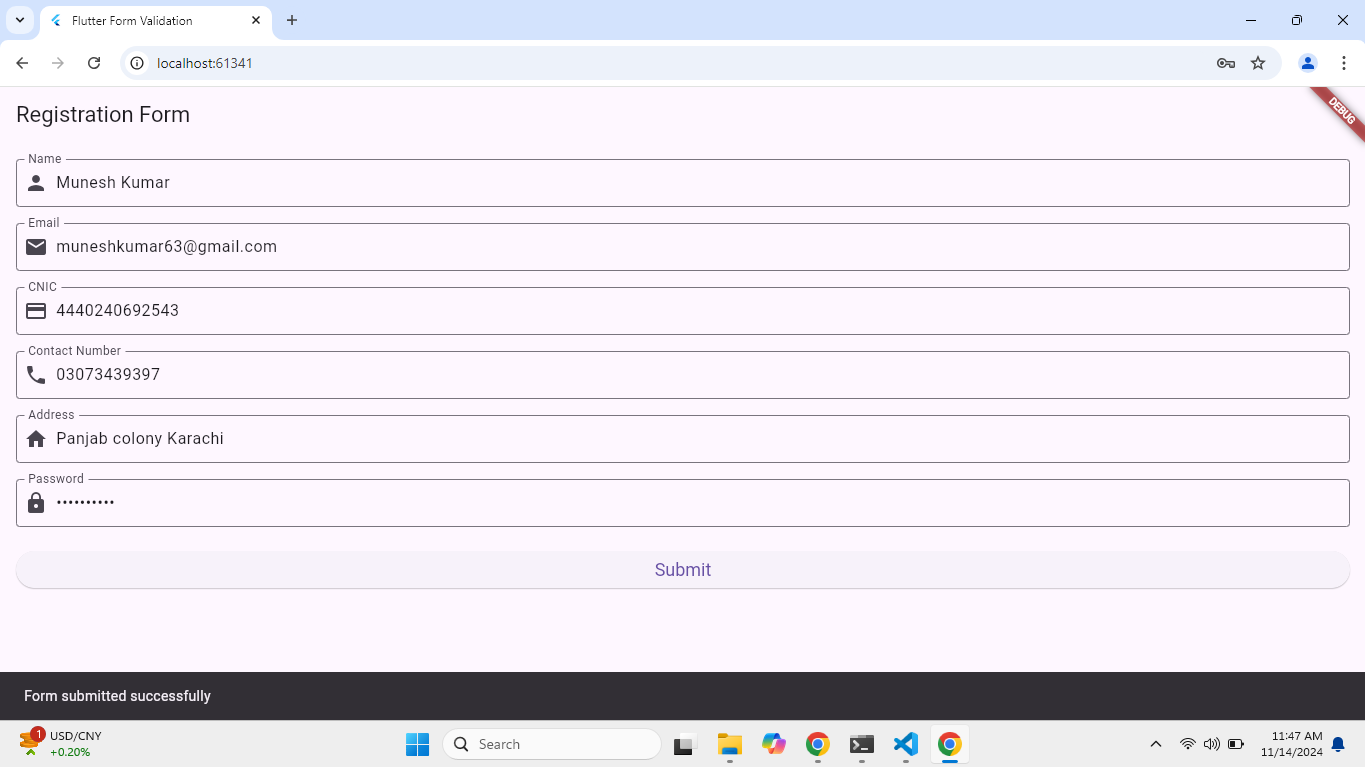 Flutter Form Validation
localhost:61341
DEBUG
Registration Form
Name
Munesh Kumar
Email
muneshkumar63@gmail.com
CNIC
4440240692543
Contact Number
03073439397
Address
Panjab colony Karachi
Password
••••••••••
Submit
Form submitted successfully
1
USD/CNY
+0.20%
Search
11:47 AM
11/14/2024